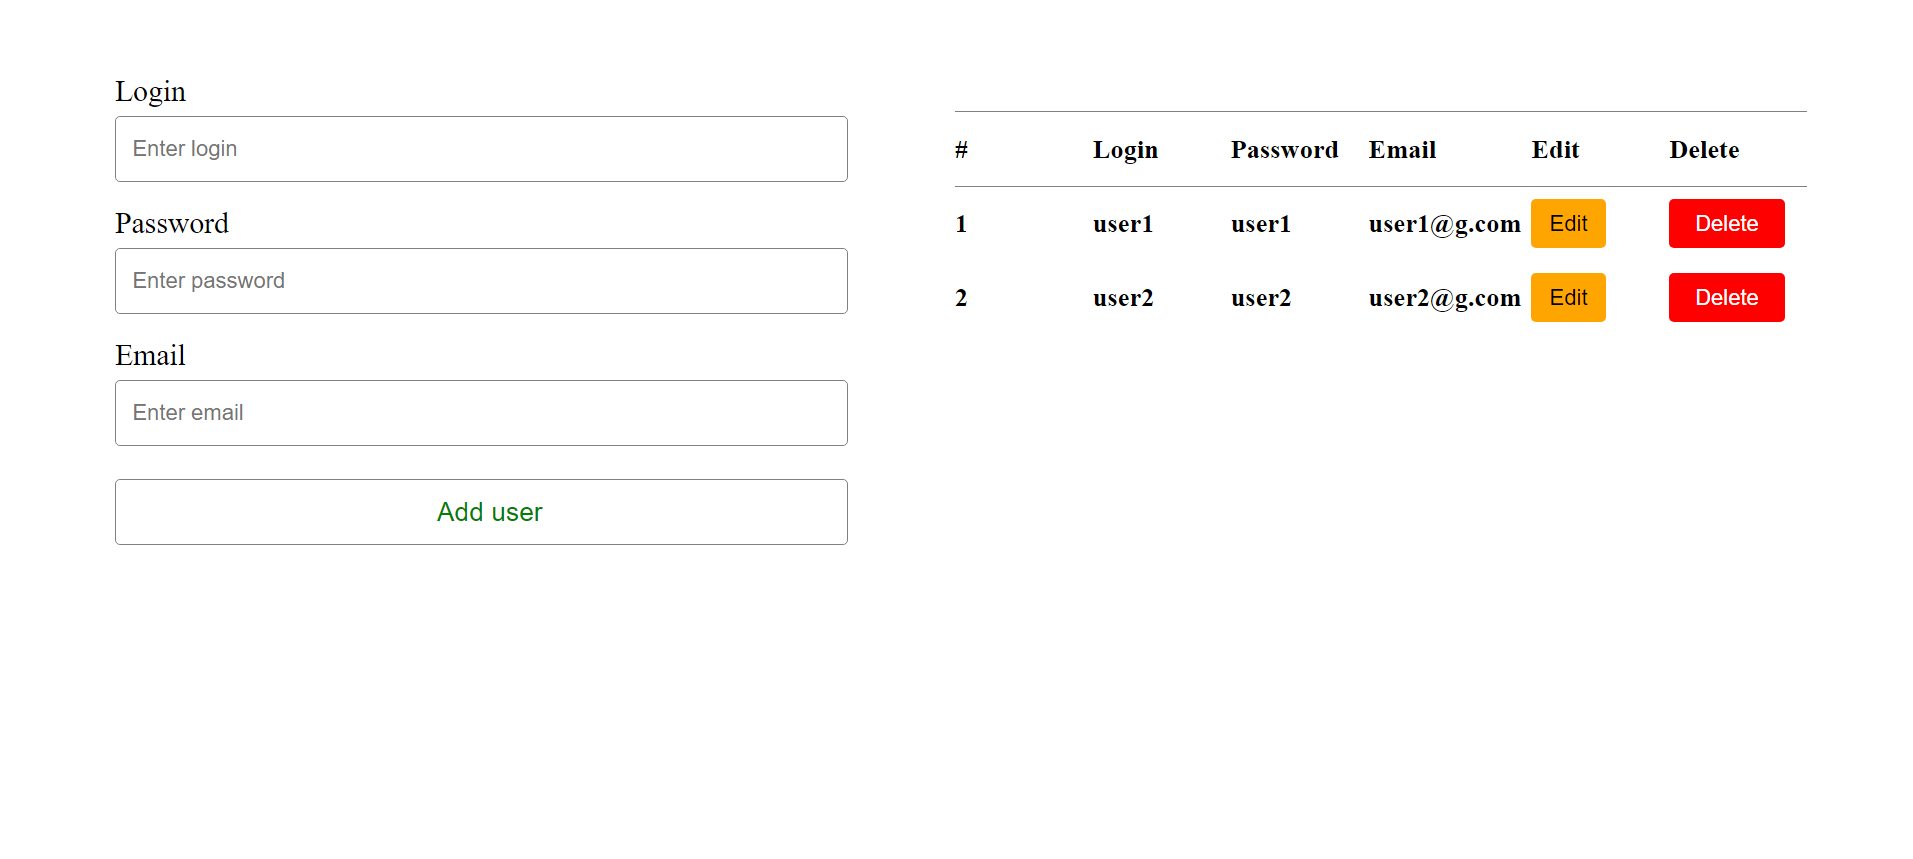 Login
Enter login
Password
Enter password
Email
Enter email
Add user
# Login Password Email Edit Delete
1 user1 user1 user1@g.com Edit Delete
2 user2 user2 user2@g.com Edit Delete